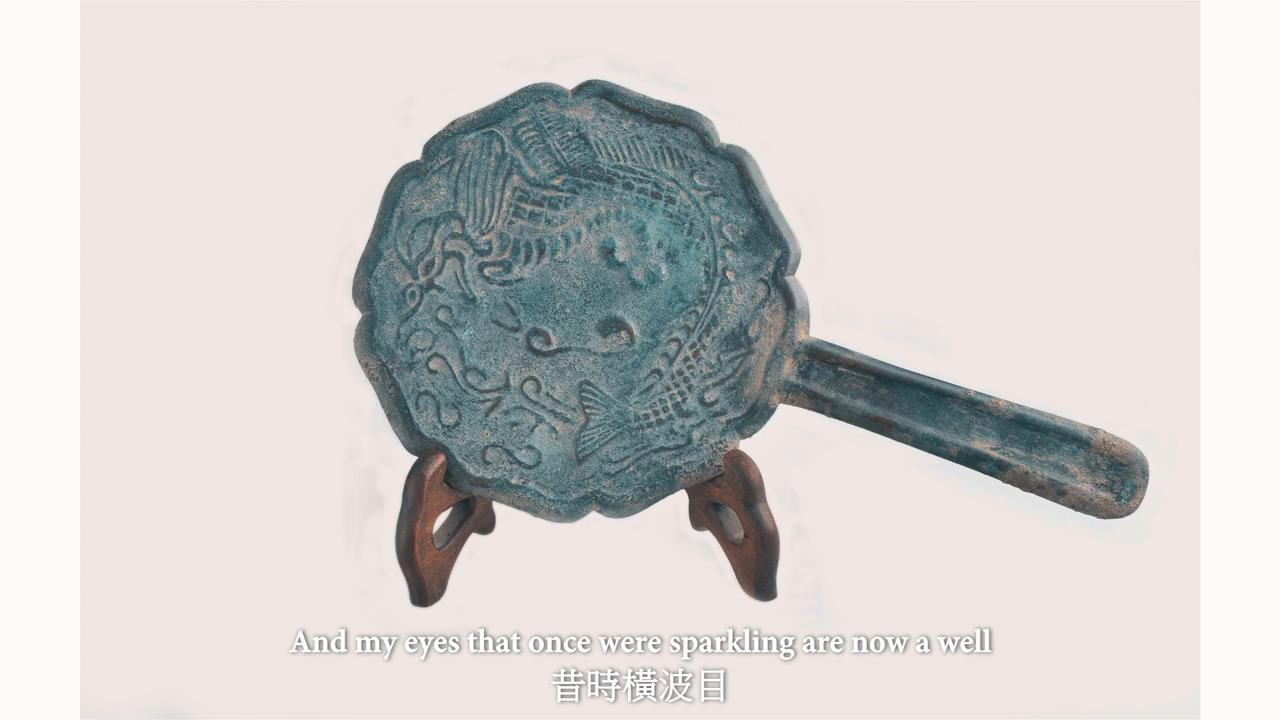 And my eyes that once were sparkling are now a well
昔時橫波目